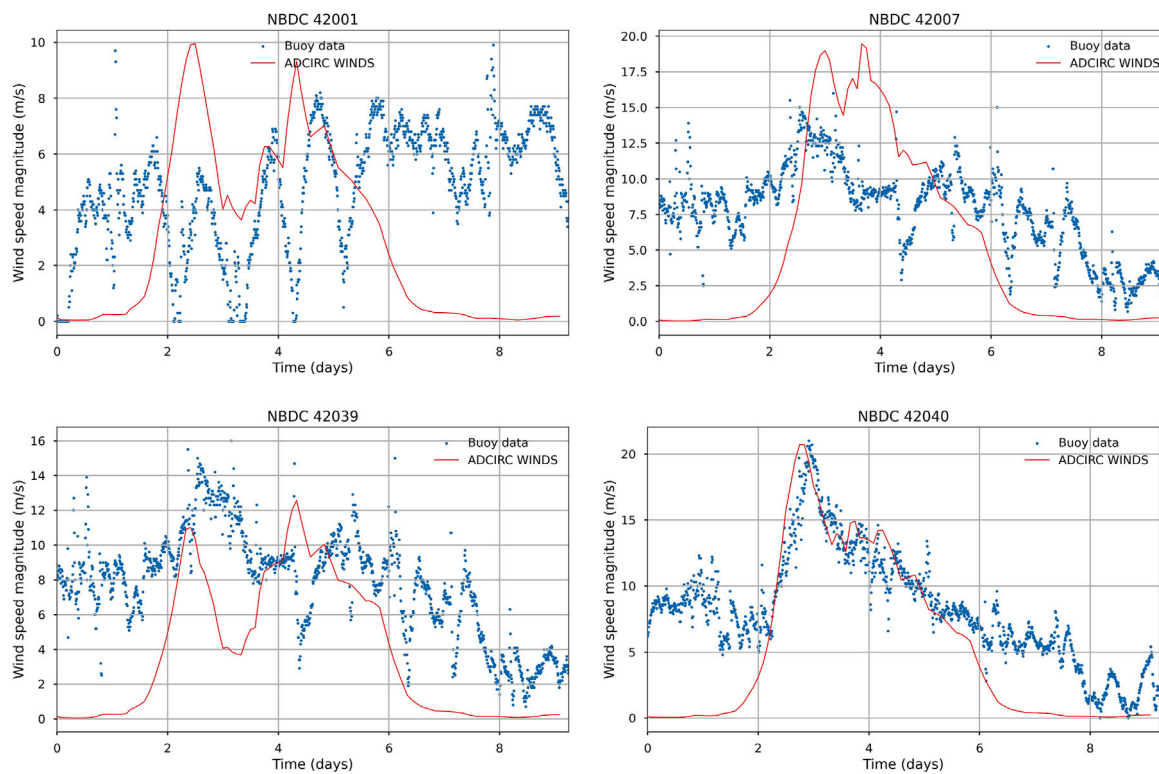 NBDC 42001
Buoy data
ADCIRC WINDS
Wind speed magnitude (m/s)
10
8
6
4
2
0
0 2 4 6 8
Time (days)
NBDC 42007
Buoy data
ADCIRC WINDS
Wind speed magnitude (m/s)
20.0
17.5
15.0
12.5
10.0
7.5
5.0
2.5
0.0
0 2 4 6 8
Time (days)
NBDC 42039
Buoy data
ADCIRC WINDS
Wind speed magnitude (m/s)
16
14
12
10
8
6
4
2
0
0 2 4 6 8
Time (days)
NBDC 42040
Buoy data
ADCIRC WINDS
Wind speed magnitude (m/s)
20
15
10
5
0
0 2 4 6 8
Time (days)